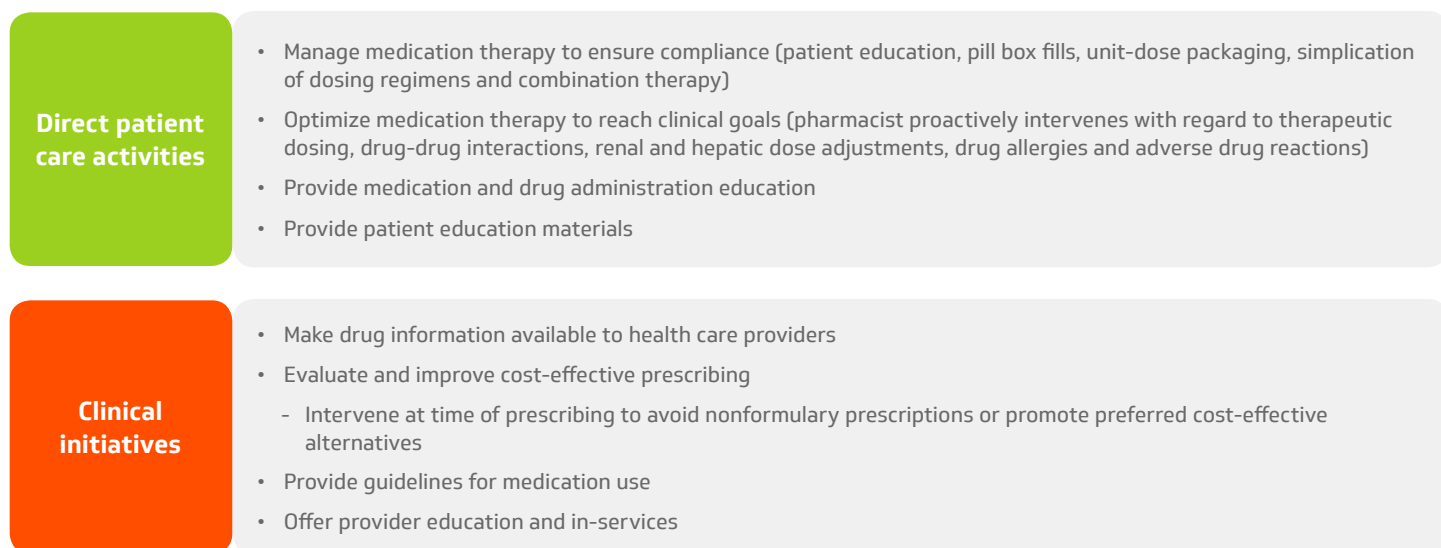 Direct patient
care activities
• Manage medication therapy to ensure compliance (patient education, pill box fills, unit-dose packaging, simplication
of dosing regimens and combination therapy)
• Optimize medication therapy to reach clinical goals (pharmacist proactively intervenes with regard to therapeutic
dosing, drug-drug interactions, renal and hepatic dose adjustments, drug allergies and adverse drug reactions)
• Provide medication and drug administration education
• Provide patient education materials
Clinical
initiatives
• Make drug information available to health care providers
• Evaluate and improve cost-effective prescribing
- Intervene at time of prescribing to avoid nonformulary prescriptions or promote preferred cost-effective
alternatives
• Provide guidelines for medication use
• Offer provider education and in-services